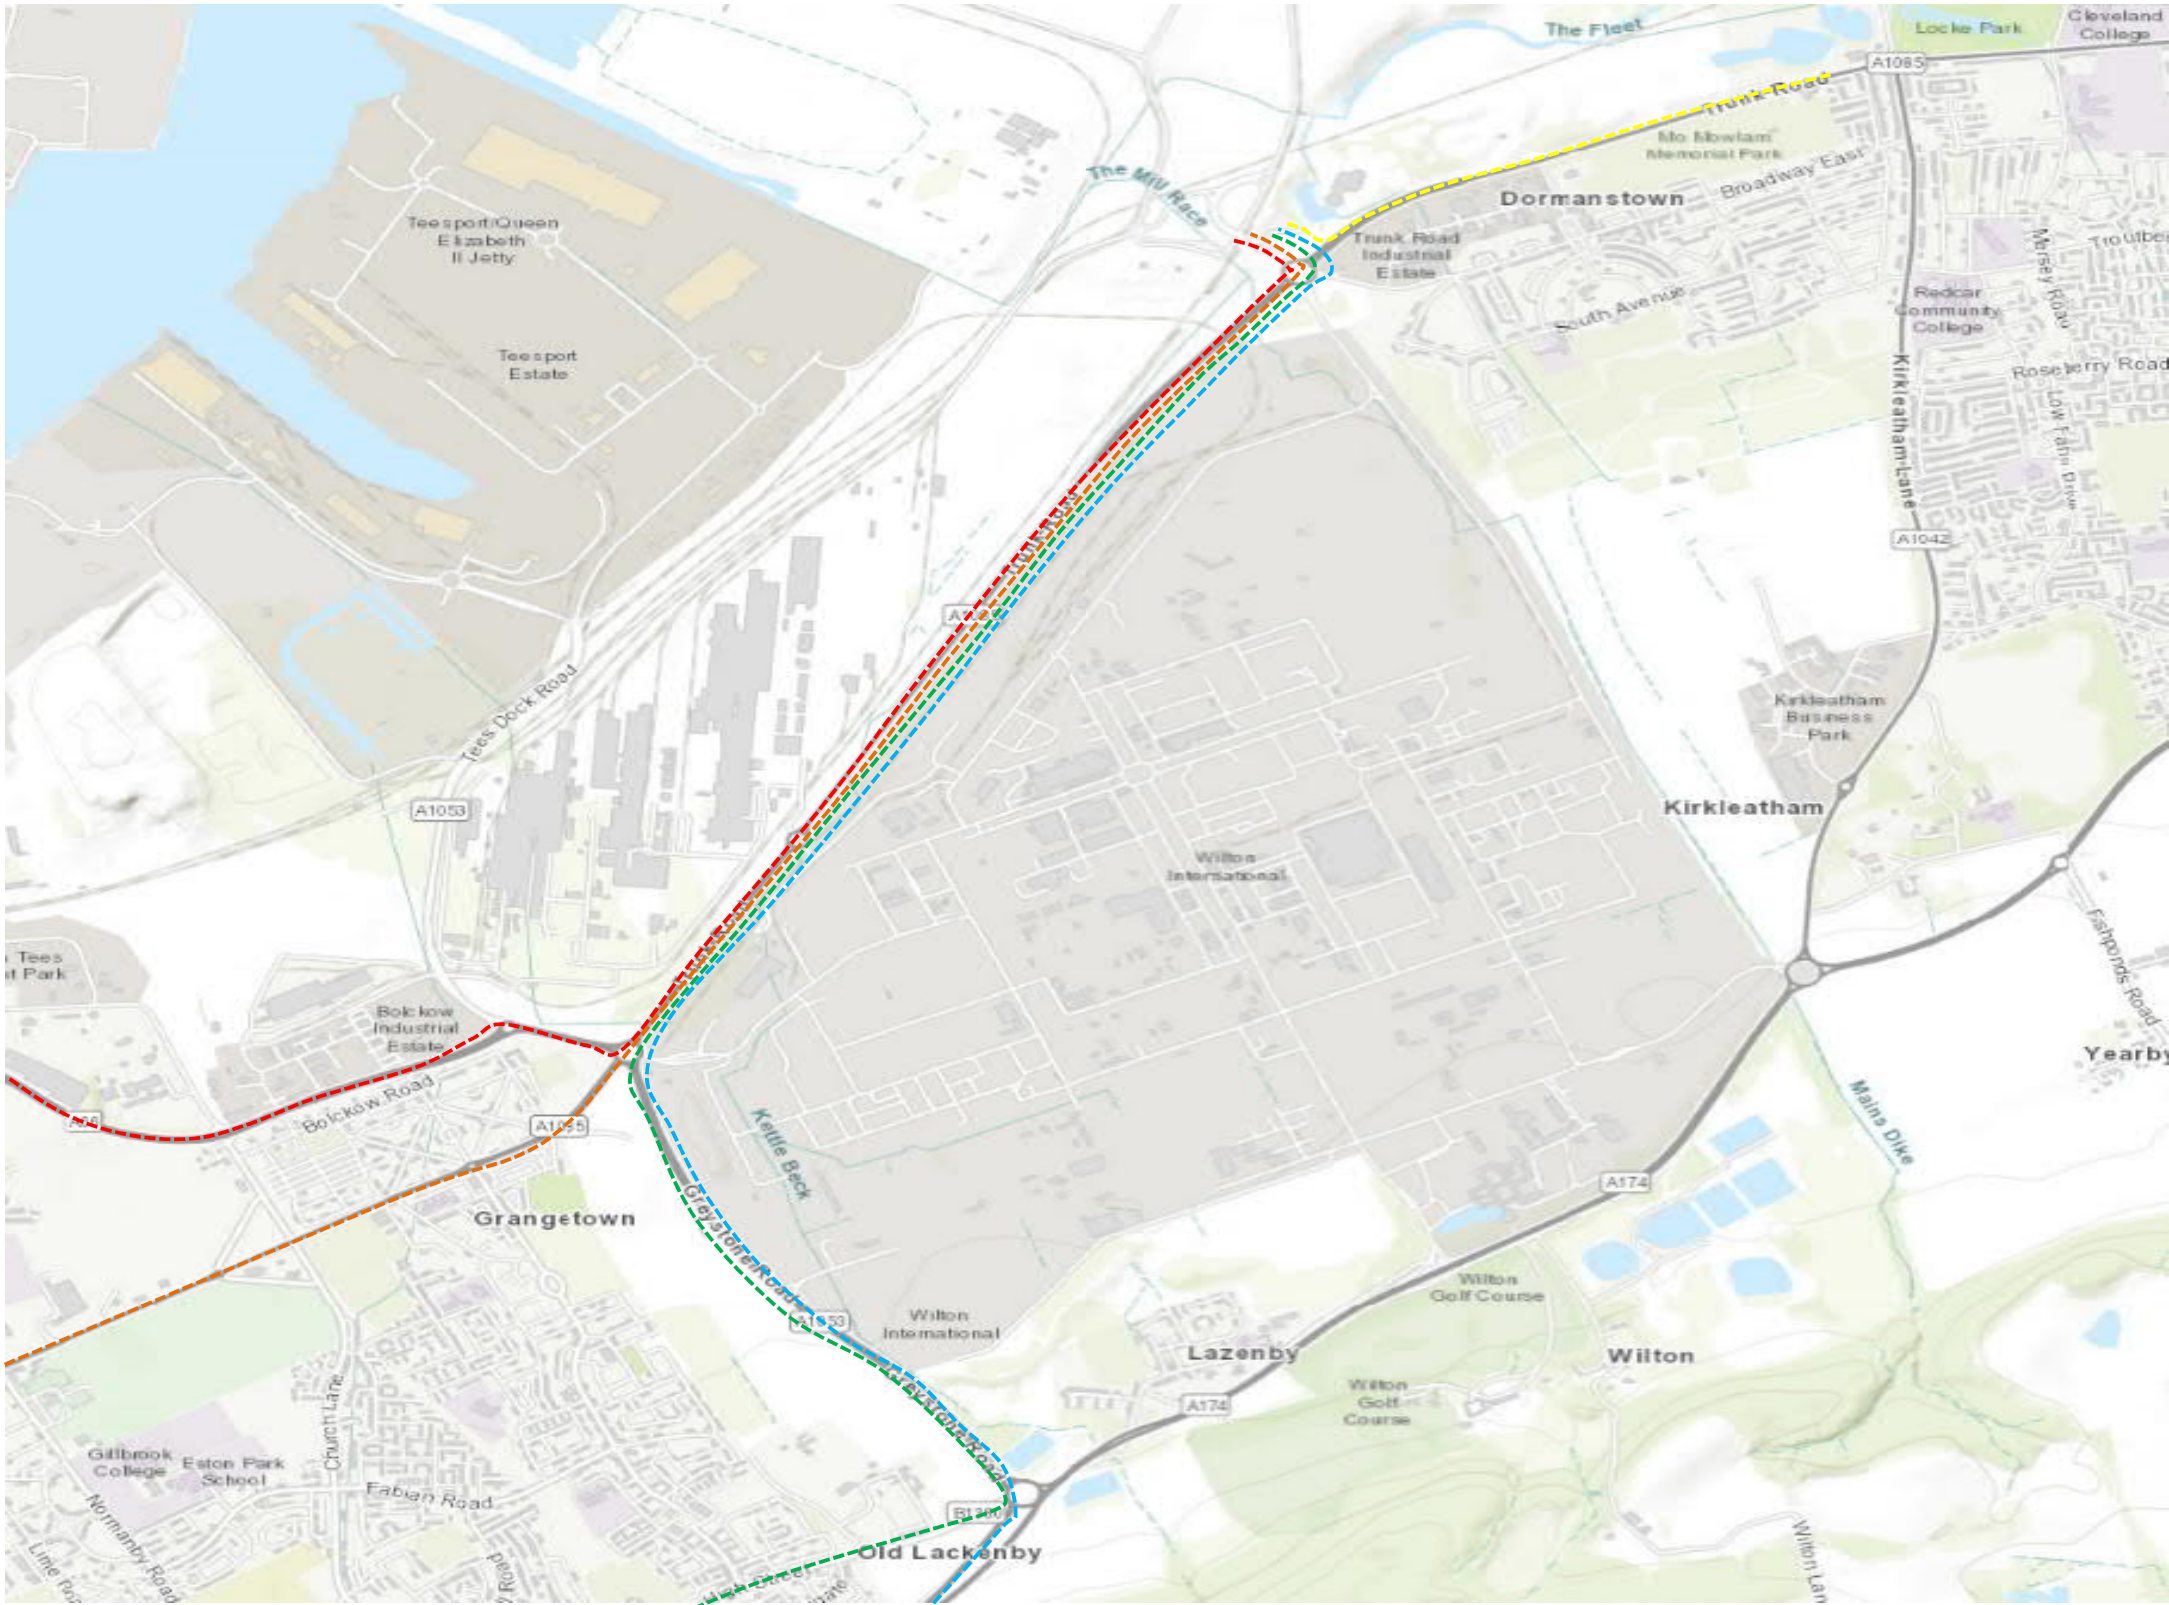 The Fleet
Locke Park
Cleveland
College
A1085
Trunk Road
Mo Mowlam
Memorial Park
Broadway East
The Mill Race
Dormanstown
Teesport/Queen
Elizabeth
II Jetty
Trunk Road
Industrial
Estate
Mersey Road
South Avenue
Redcar
Community
College
Teesport
Estate
Kirkleatham Lane
Low Farm Drive
Trunk Road
A1042
Tees Dock Road
Kirkleatham
Business
Park
A1053
Kirkleatham
Wilton
International
Tees
Park
Fishponds Road
Bolckow
Industrial
Estate
Bolckow Road
Yearby
Mains Dike
Kettle Beck
A174
Grangetown
Greystone Road
Wilton
Golf Course
Wilton
International
Lazenby
Wilton
Wilton
Golf
Course
A174
Greystone Road
Church Lane
Gillbrook
College
Eston Park
School
Fabian Road
Normanby Road
Old Lackenby
High Street